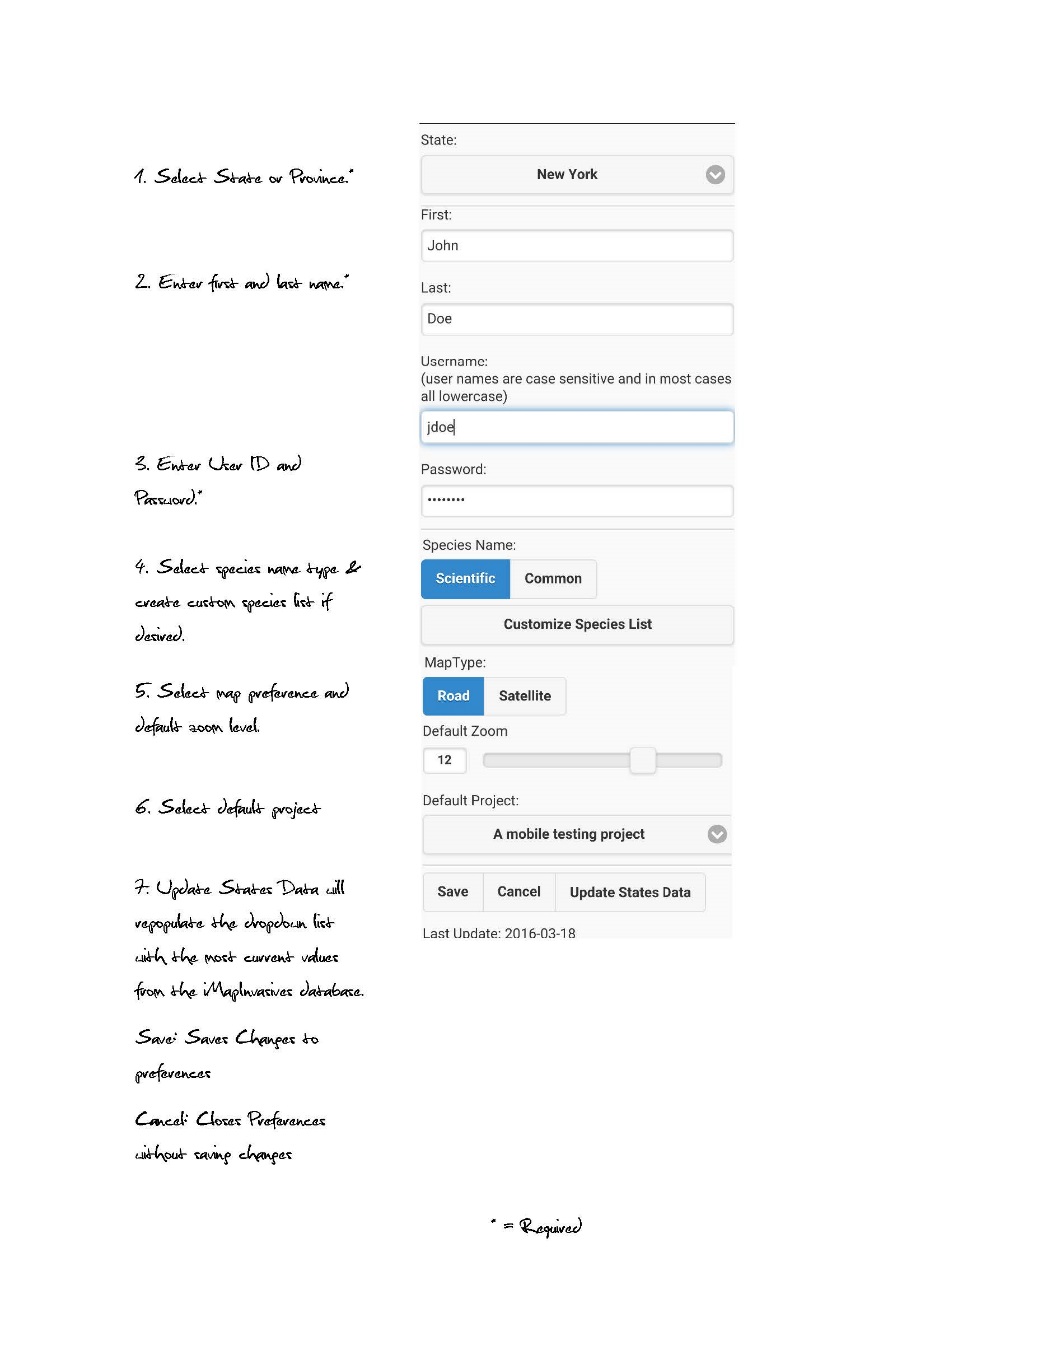 State:
1. Select State or Province.*
New York
First:
John
2. Enter first and last name.*
Last:
Doe
Username:
(user names are case sensitive and in most cases
all lowercase)
jdoe
3. Enter User ID and
Password.*
Password:
••••••••
Species Name:
4. Select species name type &
create custom species list if
desired.
Scientific Common
Customize Species List
MapType:
5. Select map preference and
default zoom level.
Road Satellite
Default Zoom
12
6. Select default project
Default Project:
A mobile testing project
7. Update States Data will
repopulate the dropdown list
with the most current values
from the iMapInvasives database.
Save Cancel Update States Data
Last Update: 2016-03-18
Save: Saves Changes to
preferences
Cancel: Closes Preferences
without saving changes
* = Required